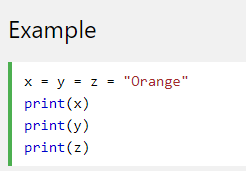 Example
x = y = z = "Orange"
print(x)
print(y)
print(z)